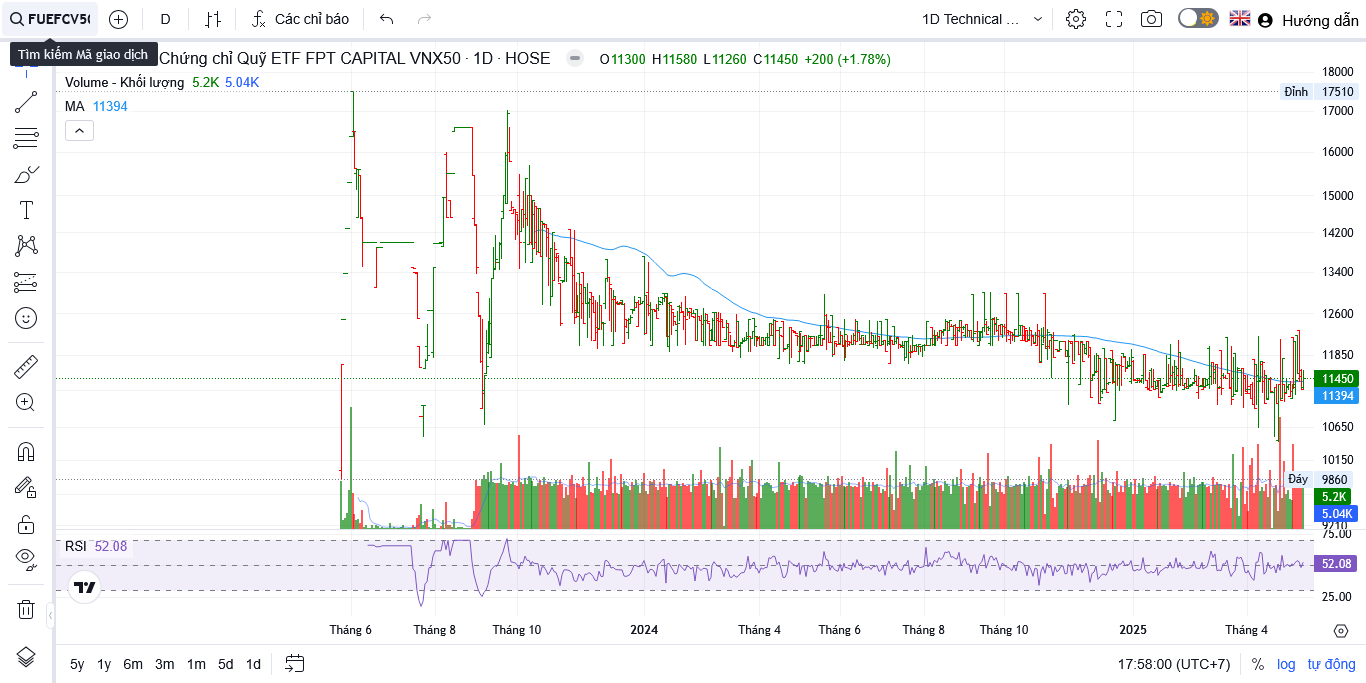 FUEFCV5
D
Các chỉ báo
1D Technical ...
Hướng dẫn
Tìm kiếm Mã giao dịch
Chứng chỉ Quỹ ETF FPT CAPITAL VNX50 · 1D · HOSE
O11300 H11580 L11260 C11450 +200 (+1.78%)
Volume - Khối lượng 5.2K 5.04K
MA 11394
18000
Đỉnh 17510
17000
16000
15000
14200
13400
12600
11850
11450
11394
10650
10150
Đáy 9860
5.2K
5.04K
9210
75.00
RSI 52.08
52.08
25.00
Tháng 6 Tháng 8 Tháng 10 2024 Tháng 4 Tháng 6 Tháng 8 Tháng 10 2025 Tháng 4
5y 1y 6m 3m 1m 5d 1d
17:58:00 (UTC+7) % log tự động